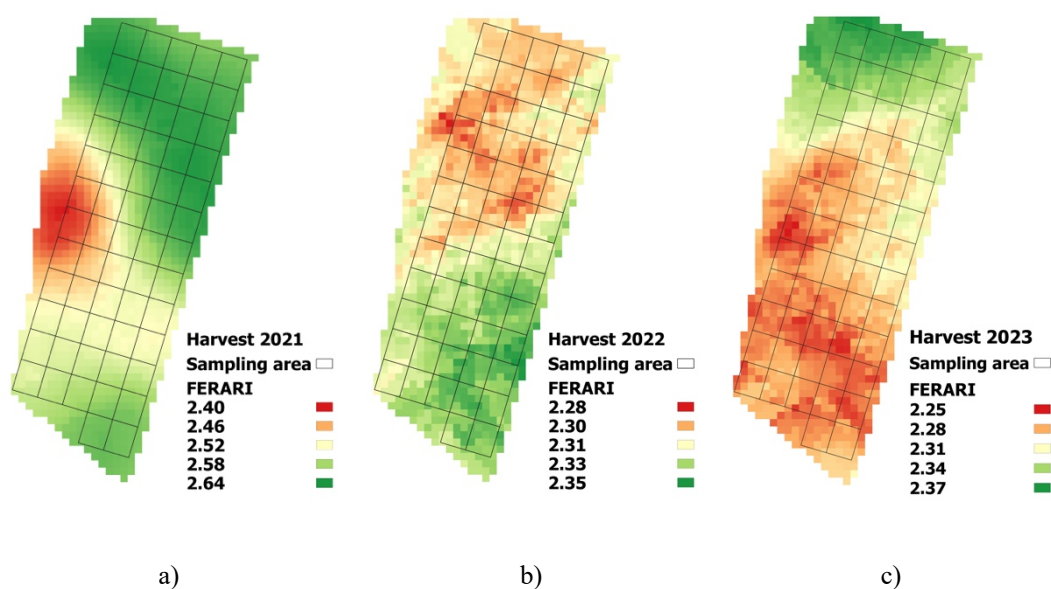 Harvest 2021
Sampling area
FERARI
2.40
2.46
2.52
2.58
2.64
Harvest 2022
Sampling area
FERARI
2.28
2.30
2.31
2.33
2.35
Harvest 2023
Sampling area
FERARI
2.25
2.28
2.31
2.34
2.37
a)
b)
c)